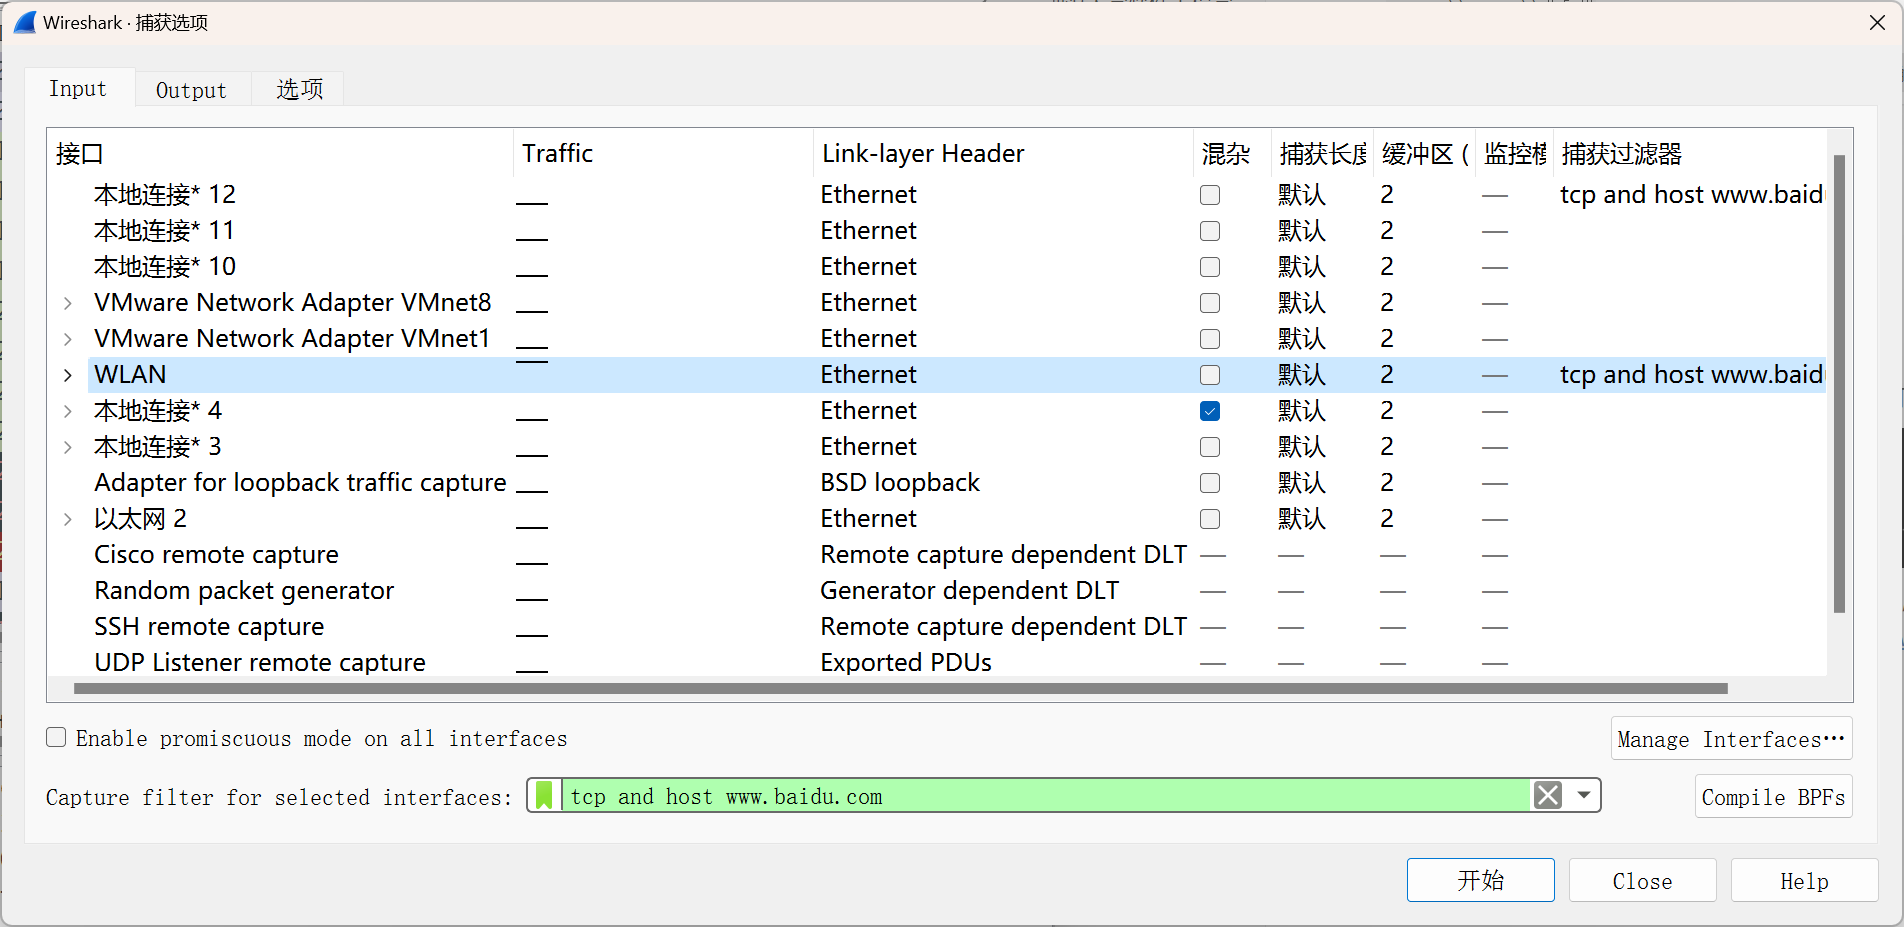 Wireshark · 捕获选项
Input Output 选项
接口 Traffic Link-layer Header 混杂 捕获长度 缓冲区 ( 监控模 捕获过滤器
本地连接* 12 Ethernet 默认 2 — tcp and host www.baid
本地连接* 11 Ethernet 默认 2 —
本地连接* 10 Ethernet 默认 2 —
VMware Network Adapter VMnet8 Ethernet 默认 2 —
VMware Network Adapter VMnet1 Ethernet 默认 2 —
WLAN Ethernet 默认 2 — tcp and host www.baid
本地连接* 4 Ethernet 默认 2 —
本地连接* 3 Ethernet 默认 2 —
Adapter for loopback traffic capture BSD loopback 默认 2 —
以太网 2 Ethernet 默认 2 —
Cisco remote capture Remote capture dependent DLT — — — —
Random packet generator Generator dependent DLT — — — —
SSH remote capture Remote capture dependent DLT — — — —
UDP Listener remote capture Exported PDUs — — — —
Enable promiscuous mode on all interfaces Manage Interfaces…
Capture filter for selected interfaces: tcp and host www.baidu.com Compile BPFs
开始 Close Help